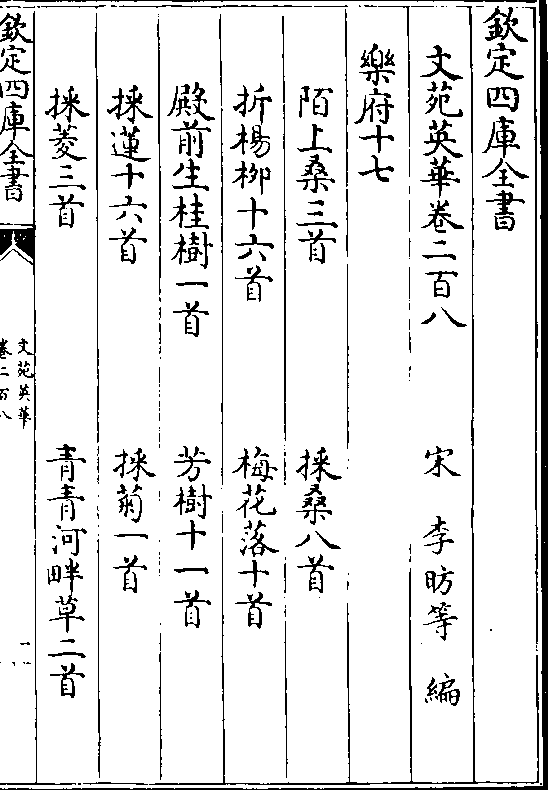 欽定四庫全書
文苑英華卷二百八
宋 李昉等 編
樂府十七
陌上桑三首 採桑八首
折楊柳十六首 梅花落十首
殿前生桂樹一首 芳樹十一首
採蓮十六首 採菊一首
採菱三首 青青河畔草二首
欽定四庫全書
文苑英華
卷二百八
一